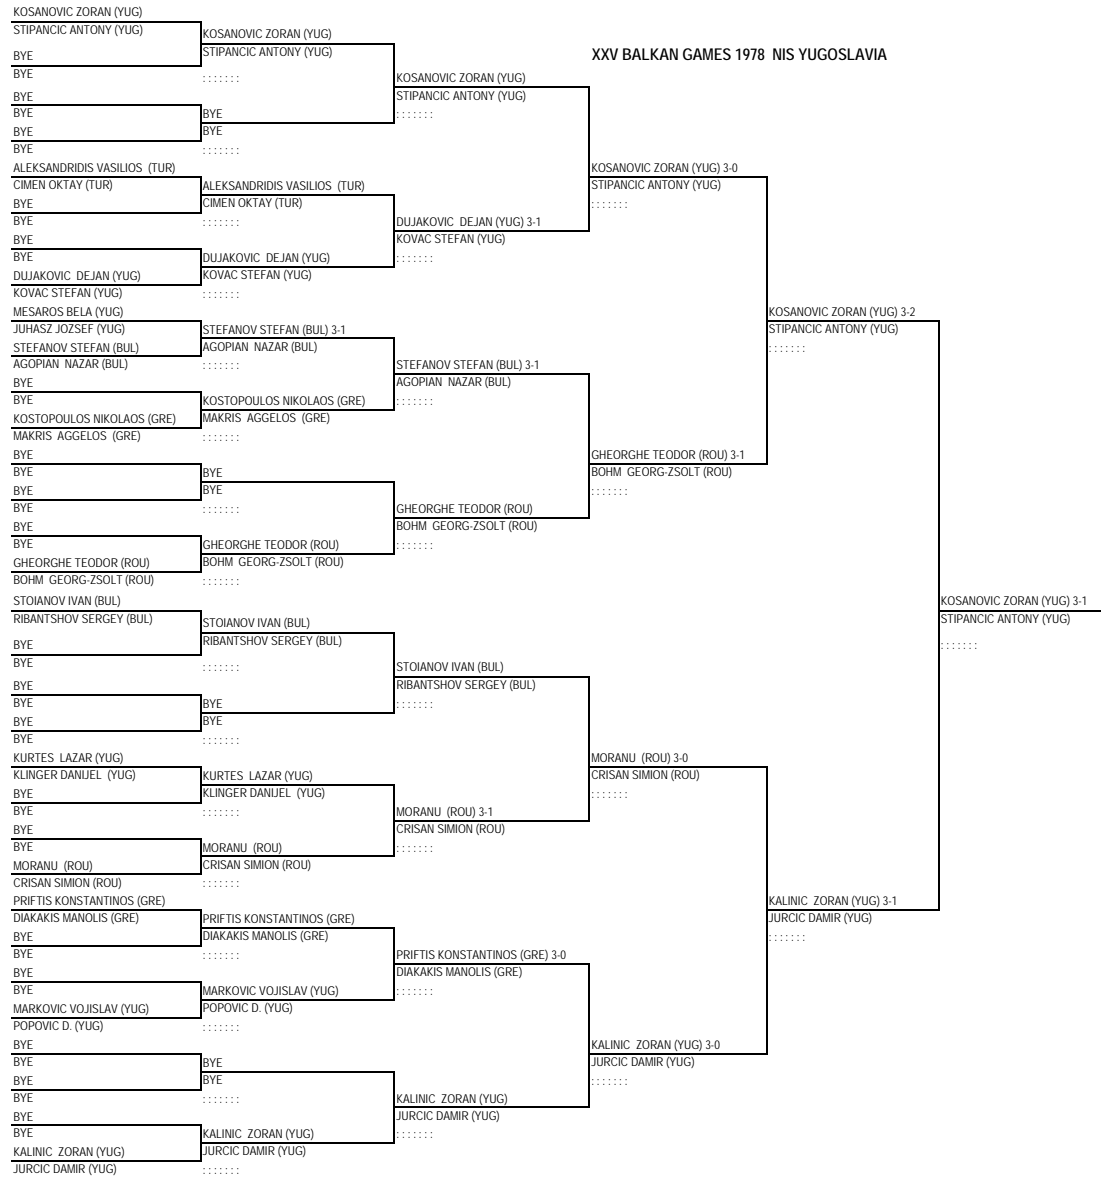 XXV BALKAN GAMES 1978 NIS YUGOSLAVIA
KOSANOVIC ZORAN (YUG)
STIPANCIC ANTONY (YUG)
BYE
BYE
BYE
BYE
BYE
BYE
ALEKSANDRIDIS VASILIOS (TUR)
CIMEN OKTAY (TUR)
BYE
BYE
BYE
BYE
DUJAKOVIC DEJAN (YUG)
KOVAC STEFAN (YUG)
MESAROS BELA (YUG)
JUHASZ JOZSEF (YUG)
STEFANOV STEFAN (BUL)
AGOPIAN NAZAR (BUL)
BYE
BYE
KOSTOPOULOS NIKOLAOS (GRE)
MAKRIS AGGELOS (GRE)
BYE
BYE
BYE
BYE
BYE
BYE
GHEORGHE TEODOR (ROU)
BOHM GEORG-ZSOLT (ROU)
STOIANOV IVAN (BUL)
RIBANTSHOV SERGEY (BUL)
BYE
BYE
BYE
BYE
BYE
BYE
KURTES LAZAR (YUG)
KLINGER DANIJEL (YUG)
BYE
BYE
BYE
BYE
MORANU (ROU)
CRISAN SIMION (ROU)
PRIFTIS KONSTANTINOS (GRE)
DIAKAKIS MANOLIS (GRE)
BYE
BYE
BYE
BYE
MARKOVIC VOJISLAV (YUG)
POPOVIC D. (YUG)
BYE
BYE
BYE
BYE
BYE
BYE
KALINIC ZORAN (YUG)
JURCIC DAMIR (YUG)
KOSANOVIC ZORAN (YUG)
STIPANCIC ANTONY (YUG)
: : : : : : :
BYE
BYE
: : : : : : :
ALEKSANDRIDIS VASILIOS (TUR)
CIMEN OKTAY (TUR)
: : : : : : :
DUJAKOVIC DEJAN (YUG)
KOVAC STEFAN (YUG)
: : : : : : :
STEFANOV STEFAN (BUL) 3-1
AGOPIAN NAZAR (BUL)
: : : : : : :
KOSTOPOULOS NIKOLAOS (GRE)
MAKRIS AGGELOS (GRE)
: : : : : : :
BYE
BYE
: : : : : : :
GHEORGHE TEODOR (ROU)
BOHM GEORG-ZSOLT (ROU)
: : : : : : :
STOIANOV IVAN (BUL)
RIBANTSHOV SERGEY (BUL)
: : : : : : :
BYE
BYE
: : : : : : :
KURTES LAZAR (YUG)
KLINGER DANIJEL (YUG)
: : : : : : :
MORANU (ROU)
CRISAN SIMION (ROU)
: : : : : : :
PRIFTIS KONSTANTINOS (GRE)
DIAKAKIS MANOLIS (GRE)
: : : : : : :
MARKOVIC VOJISLAV (YUG)
POPOVIC D. (YUG)
: : : : : : :
BYE
BYE
: : : : : : :
KALINIC ZORAN (YUG)
JURCIC DAMIR (YUG)
: : : : : : :
KOSANOVIC ZORAN (YUG)
STIPANCIC ANTONY (YUG)
: : : : : : :
DUJAKOVIC DEJAN (YUG) 3-1
KOVAC STEFAN (YUG)
: : : : : : :
STEFANOV STEFAN (BUL) 3-1
AGOPIAN NAZAR (BUL)
: : : : : : :
GHEORGHE TEODOR (ROU)
BOHM GEORG-ZSOLT (ROU)
: : : : : : :
STOIANOV IVAN (BUL)
RIBANTSHOV SERGEY (BUL)
: : : : : : :
MORANU (ROU) 3-1
CRISAN SIMION (ROU)
: : : : : : :
PRIFTIS KONSTANTINOS (GRE) 3-0
DIAKAKIS MANOLIS (GRE)
: : : : : : :
KALINIC ZORAN (YUG)
JURCIC DAMIR (YUG)
: : : : : : :
KOSANOVIC ZORAN (YUG) 3-0
STIPANCIC ANTONY (YUG)
: : : : : : :
GHEORGHE TEODOR (ROU) 3-1
BOHM GEORG-ZSOLT (ROU)
: : : : : : :
MORANU (ROU) 3-0
CRISAN SIMION (ROU)
: : : : : : :
KALINIC ZORAN (YUG) 3-0
JURCIC DAMIR (YUG)
: : : : : : :
KOSANOVIC ZORAN (YUG) 3-2
STIPANCIC ANTONY (YUG)
: : : : : : :
KALINIC ZORAN (YUG) 3-1
JURCIC DAMIR (YUG)
: : : : : : :
KOSANOVIC ZORAN (YUG) 3-1
STIPANCIC ANTONY (YUG)
: : : : : : :